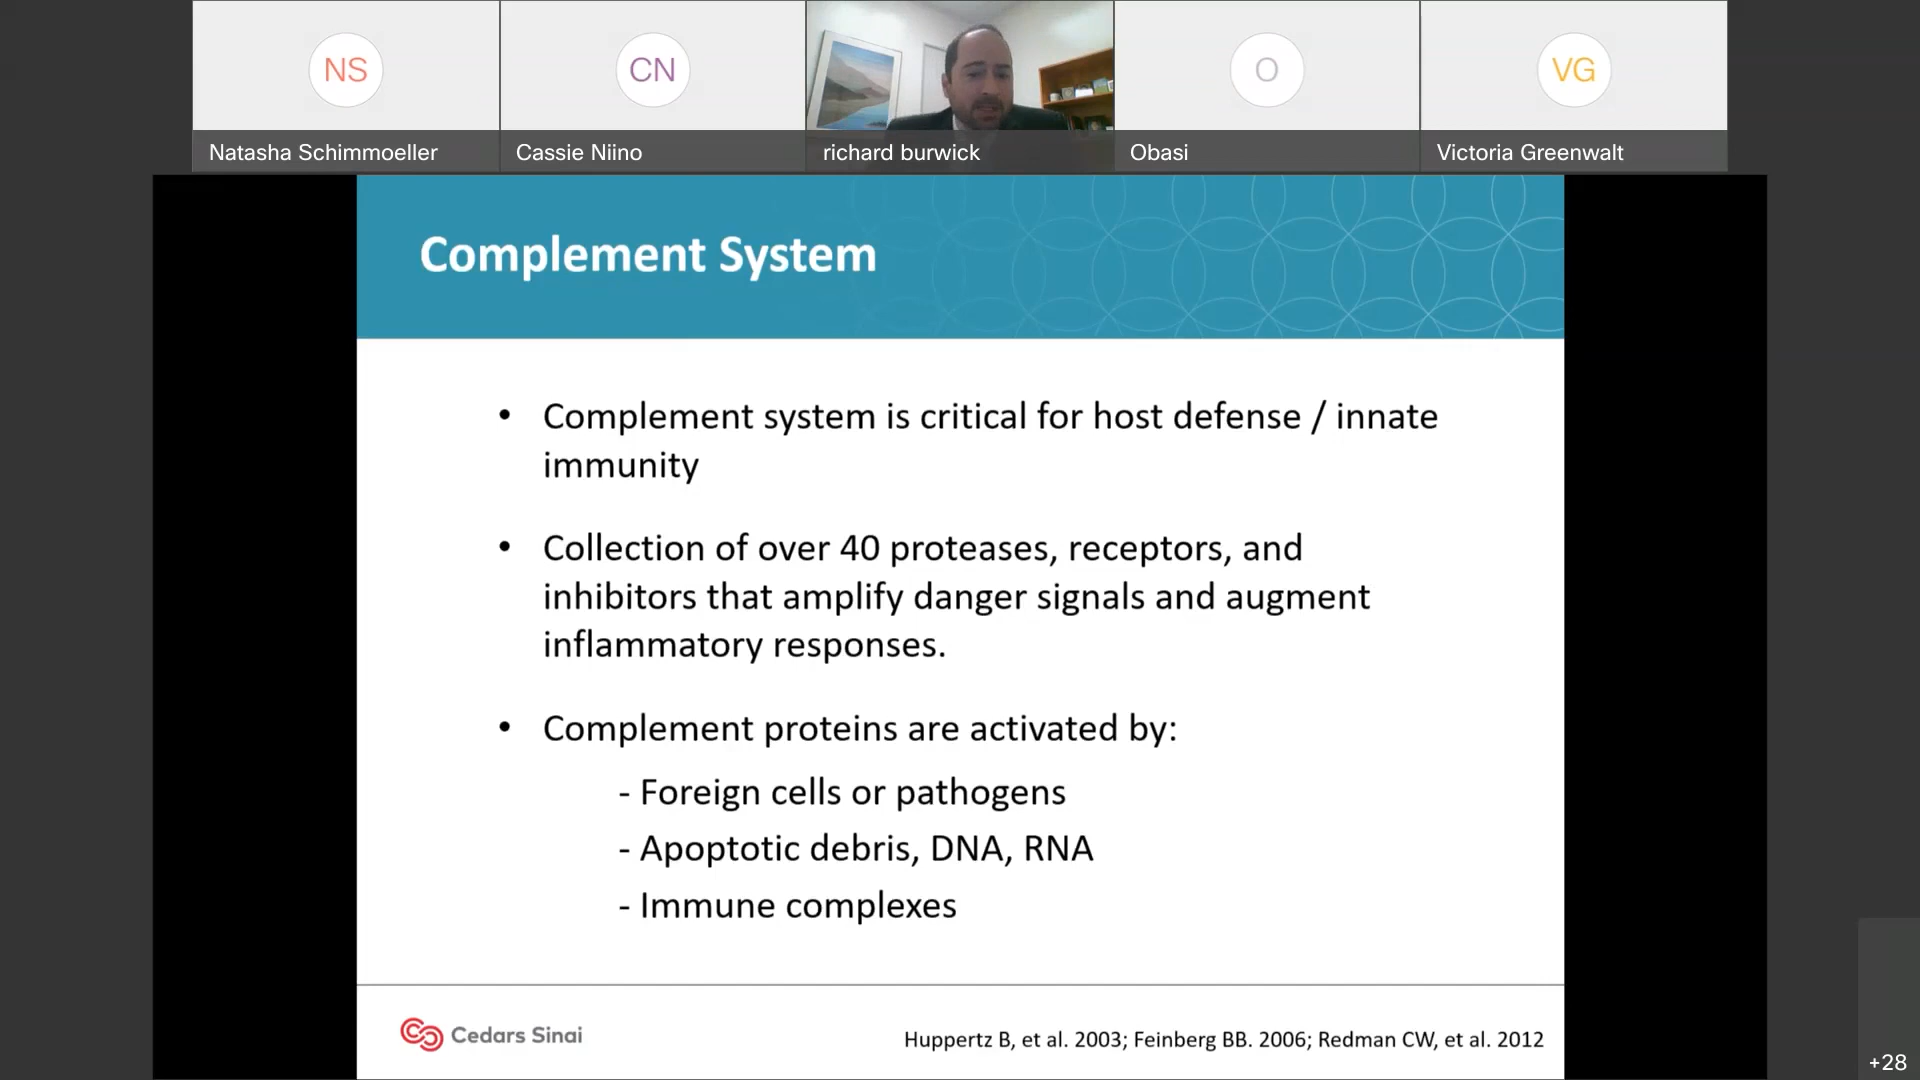 NS
CN
O
VG
Natasha Schimmoeller
Cassie Niino
richard burwick
Obasi
Victoria Greenwalt
Complement System
• Complement system is critical for host defense / innate
immunity
• Collection of over 40 proteases, receptors, and
inhibitors that amplify danger signals and augment
inflammatory responses.
• Complement proteins are activated by:
- Foreign cells or pathogens
- Apoptotic debris, DNA, RNA
- Immune complexes
Cedars Sinai
Huppertz B, et al. 2003; Feinberg BB. 2006; Redman CW, et al. 2012
+28